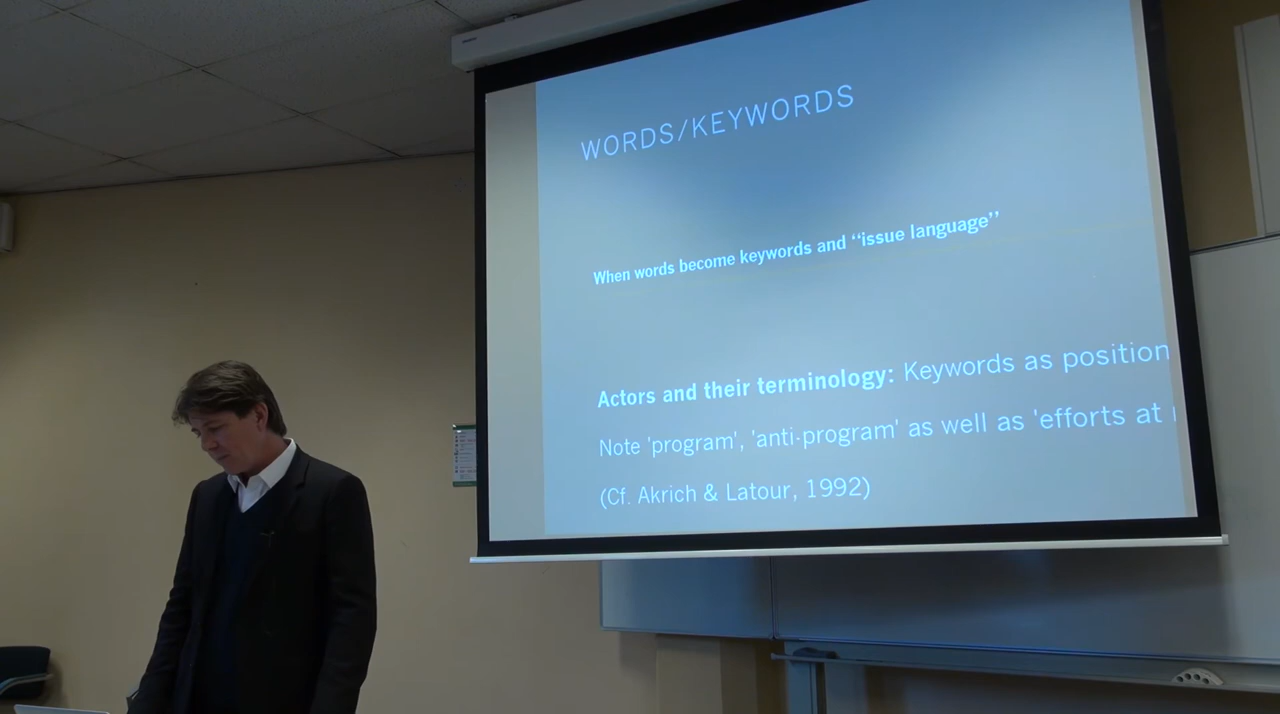 WORDS/KEYWORDS
When words become keywords and “issue language”
Actors and their terminology: Keywords as position
Note 'program', 'anti-program' as well as 'efforts at
(Cf. Akrich & Latour, 1992)